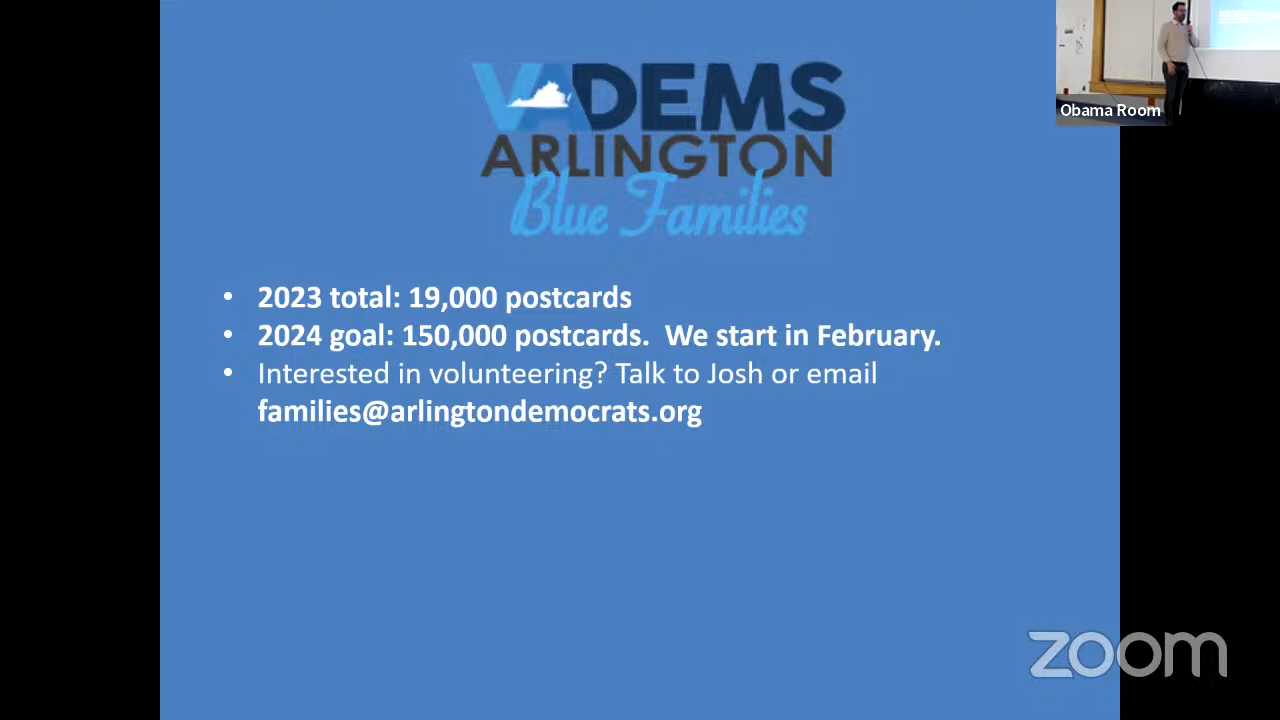 VADEMS
ARLINGTON
Blue Families
• 2023 total: 19,000 postcards
• 2024 goal: 150,000 postcards.  We start in February.
• Interested in volunteering? Talk to Josh or email
families@arlingtondemocrats.org
Obama Room
zoom